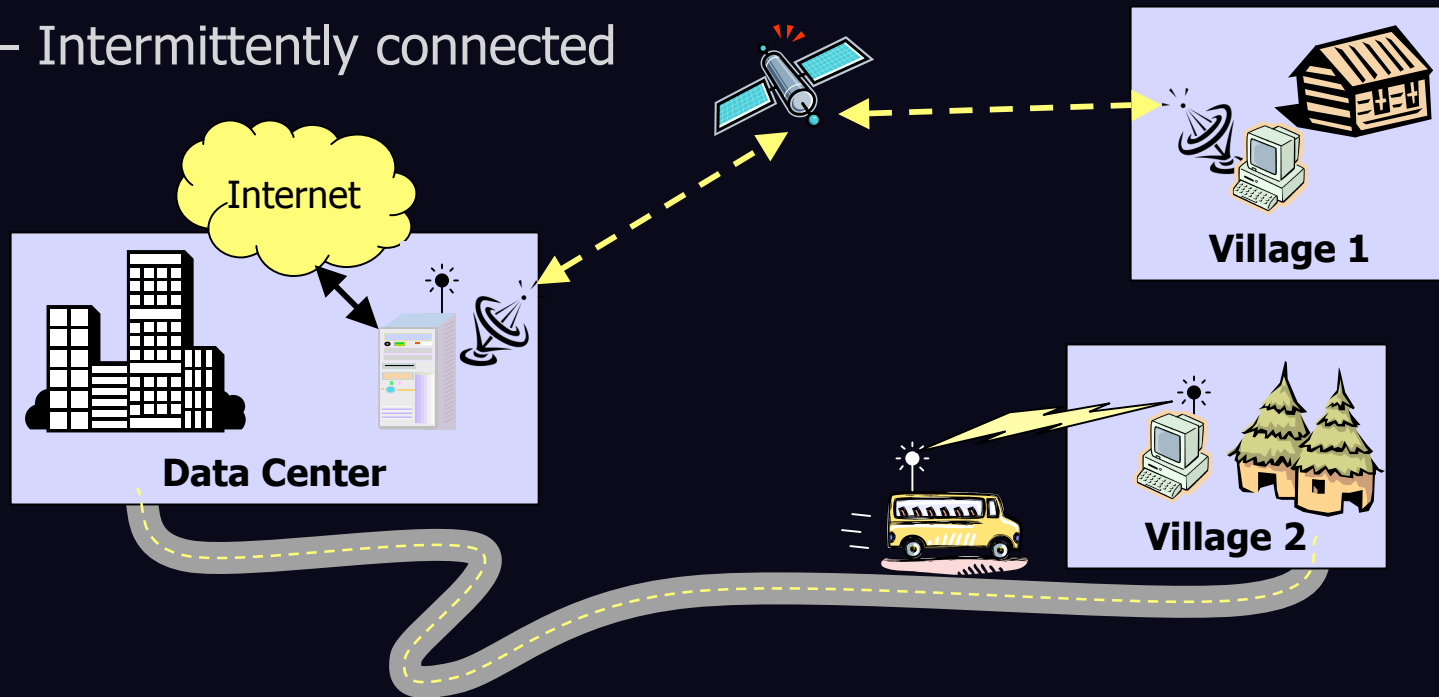 – Intermittently connected
Internet
Village 1
Data Center
Village 2